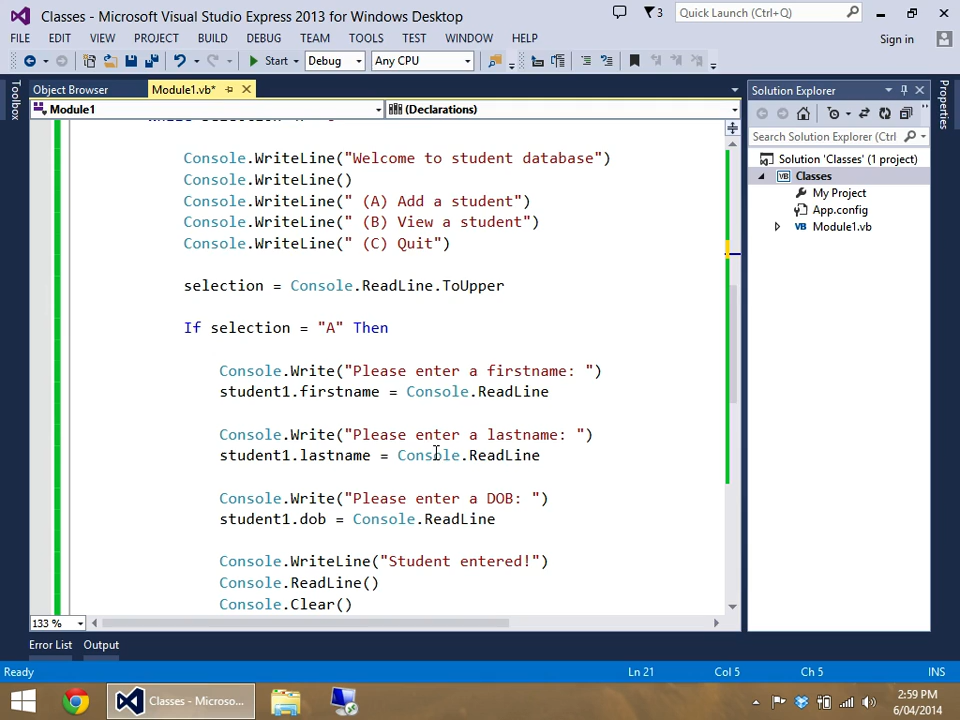 Classes - Microsoft Visual Studio Express 2013 for Windows Desktop
3
Quick Launch (Ctrl+Q)
FILE EDIT VIEW PROJECT BUILD DEBUG TEAM TOOLS TEST WINDOW HELP
Sign in
Start
Debug
Any CPU
Toolbox
Object Browser
Module1.vb*
Module1
(Declarations)
Console.WriteLine("Welcome to student database")
Console.WriteLine()
Console.WriteLine(" (A) Add a student")
Console.WriteLine(" (B) View a student")
Console.WriteLine(" (C) Quit")
selection = Console.ReadLine.ToUpper
If selection = "A" Then
Console.Write("Please enter a firstname: ")
student1.firstname = Console.ReadLine
Console.Write("Please enter a lastname: ")
student1.lastname = Console.ReadLine
Console.Write("Please enter a DOB: ")
student1.dob = Console.ReadLine
Console.WriteLine("Student entered!")
Console.ReadLine()
Console.Clear()
133 %
Solution Explorer
Search Solution Explorer (Ctrl
Solution 'Classes' (1 project)
VB Classes
My Project
App.config
VB Module1.vb
Properties
Error List Output
Ready
Ln 21
Col 5
Ch 5
INS
Classes - Microso...
2:59 PM
6/04/2014